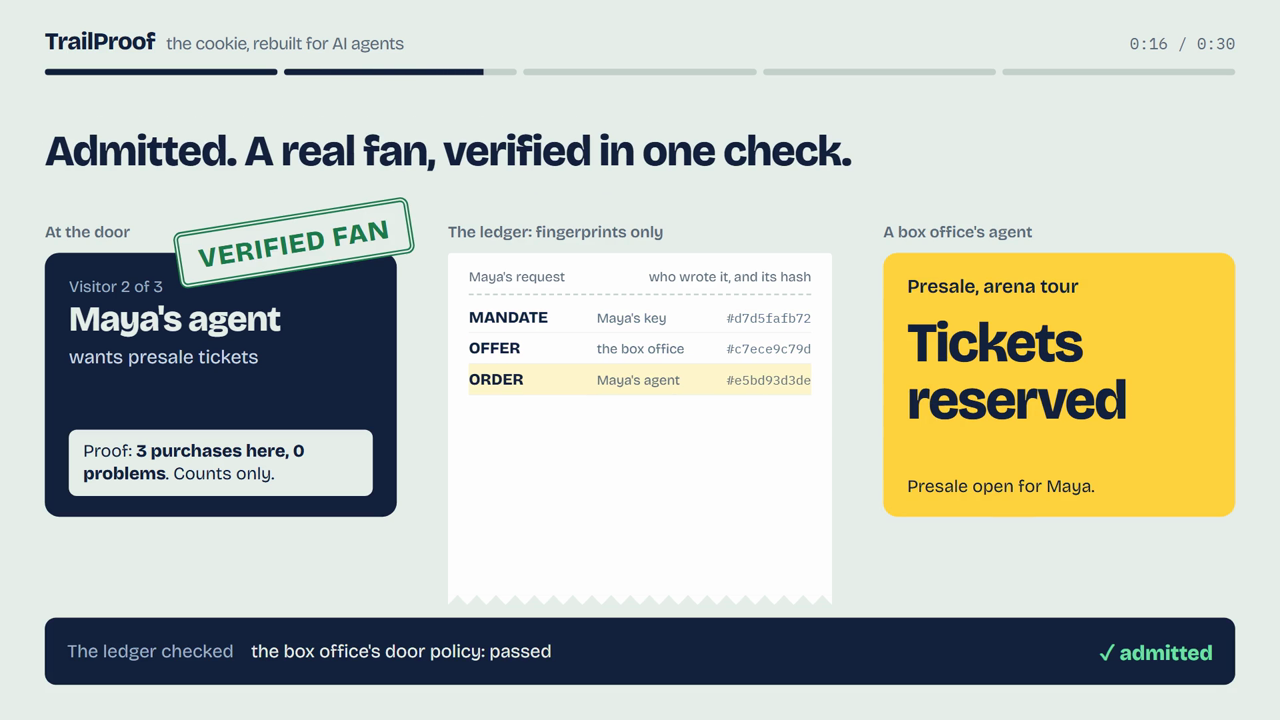 TrailProof the cookie, rebuilt for AI agents
0:16 / 0:30
Admitted. A real fan, verified in one check.
At the door
VERIFIED FAN
Visitor 2 of 3
Maya's agent
wants presale tickets
Proof: 3 purchases here, 0
problems. Counts only.
The ledger: fingerprints only
Maya's request who wrote it, and its hash
MANDATE Maya's key #d7d5fafb72
OFFER the box office #c7ece9c79d
ORDER Maya's agent #e5bd93d3de
A box office's agent
Presale, arena tour
Tickets
reserved
Presale open for Maya.
The ledger checked the box office's door policy: passed
✓ admitted